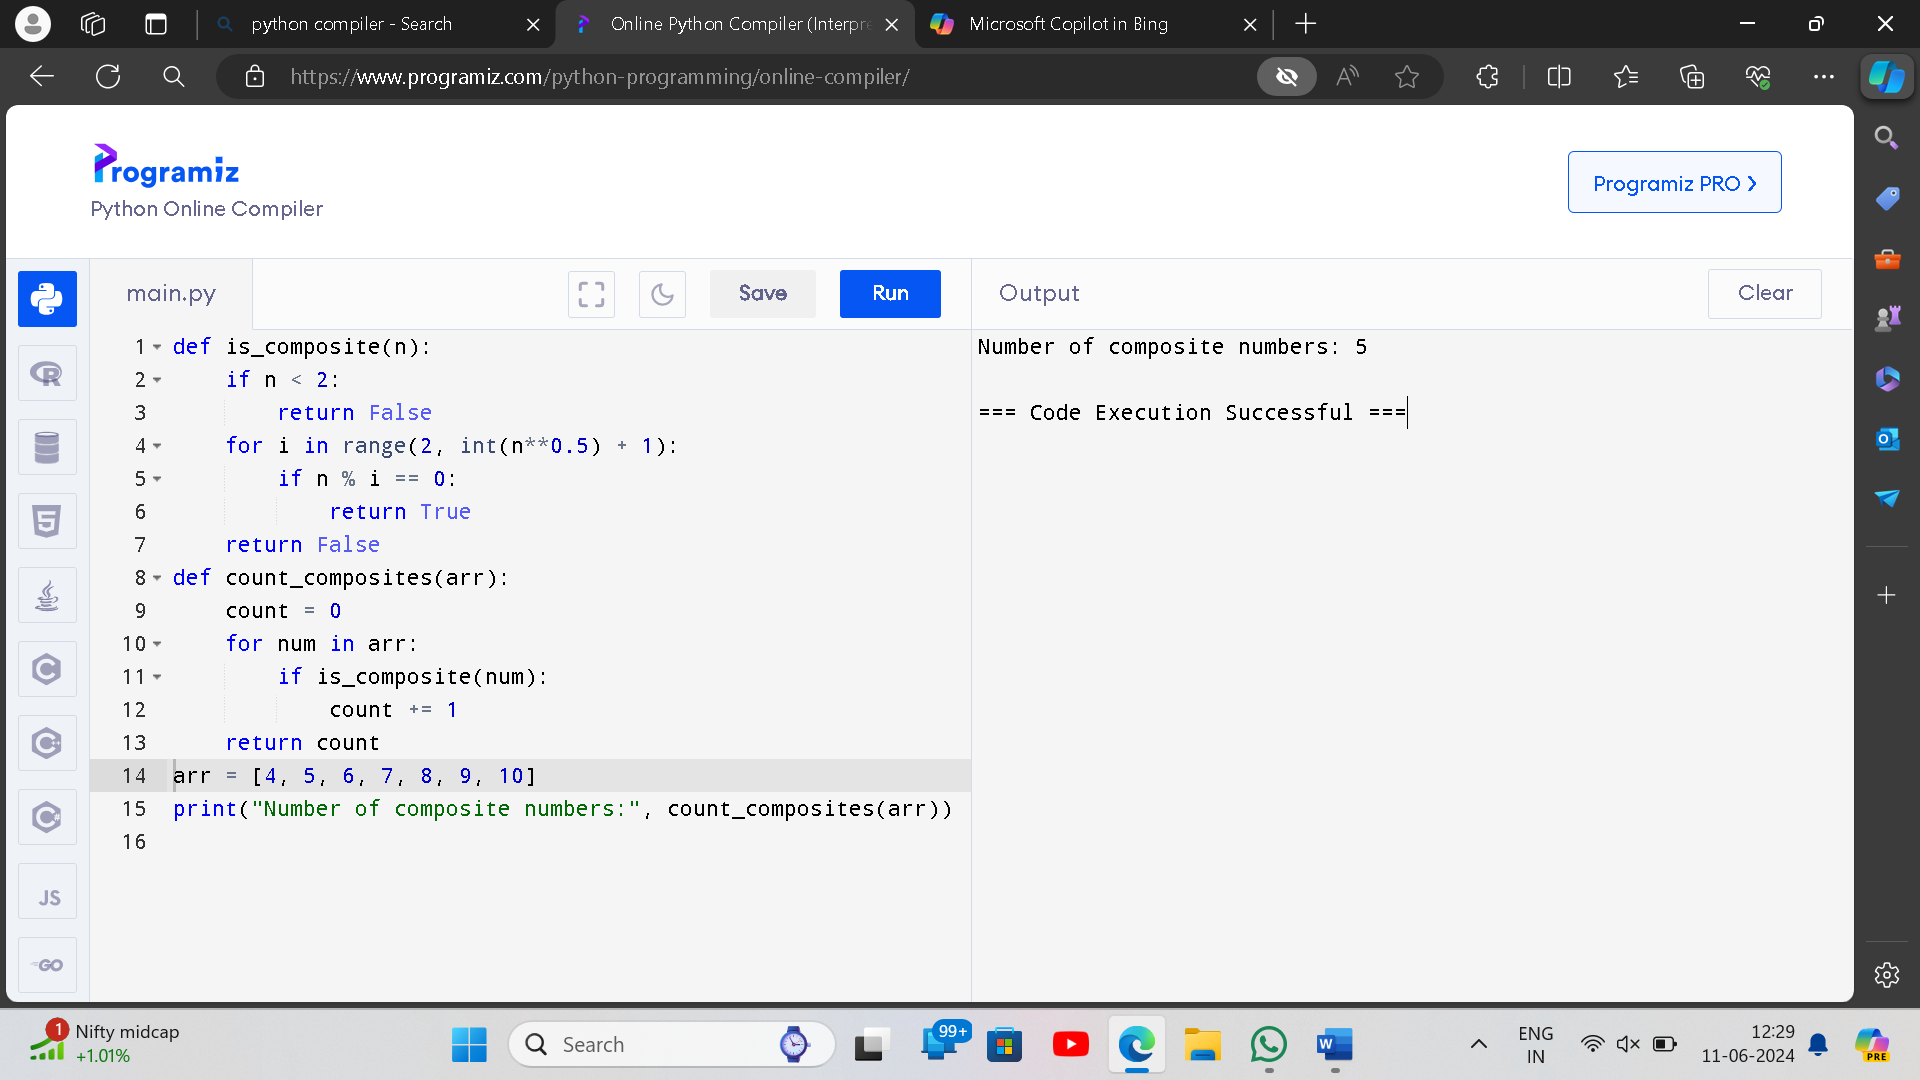 python compiler - Search
Online Python Compiler (Interpre
Microsoft Copilot in Bing
https://www.programiz.com/python-programming/online-compiler/
Programiz
Python Online Compiler
Programiz PRO
main.py
Save
Run
Output
Clear
1 def is_composite(n):
2     if n < 2:
3         return False
4     for i in range(2, int(n**0.5) + 1):
5         if n % i == 0:
6             return True
7     return False
8 def count_composites(arr):
9     count = 0
10     for num in arr:
11         if is_composite(num):
12             count += 1
13     return count
14 arr = [4, 5, 6, 7, 8, 9, 10]
15 print("Number of composite numbers:", count_composites(arr))
16
Number of composite numbers: 5
=== Code Execution Successful ===
JS
GO
1
Nifty midcap
+1.01%
Search
99+
ENG
IN
12:29
11-06-2024
PRE